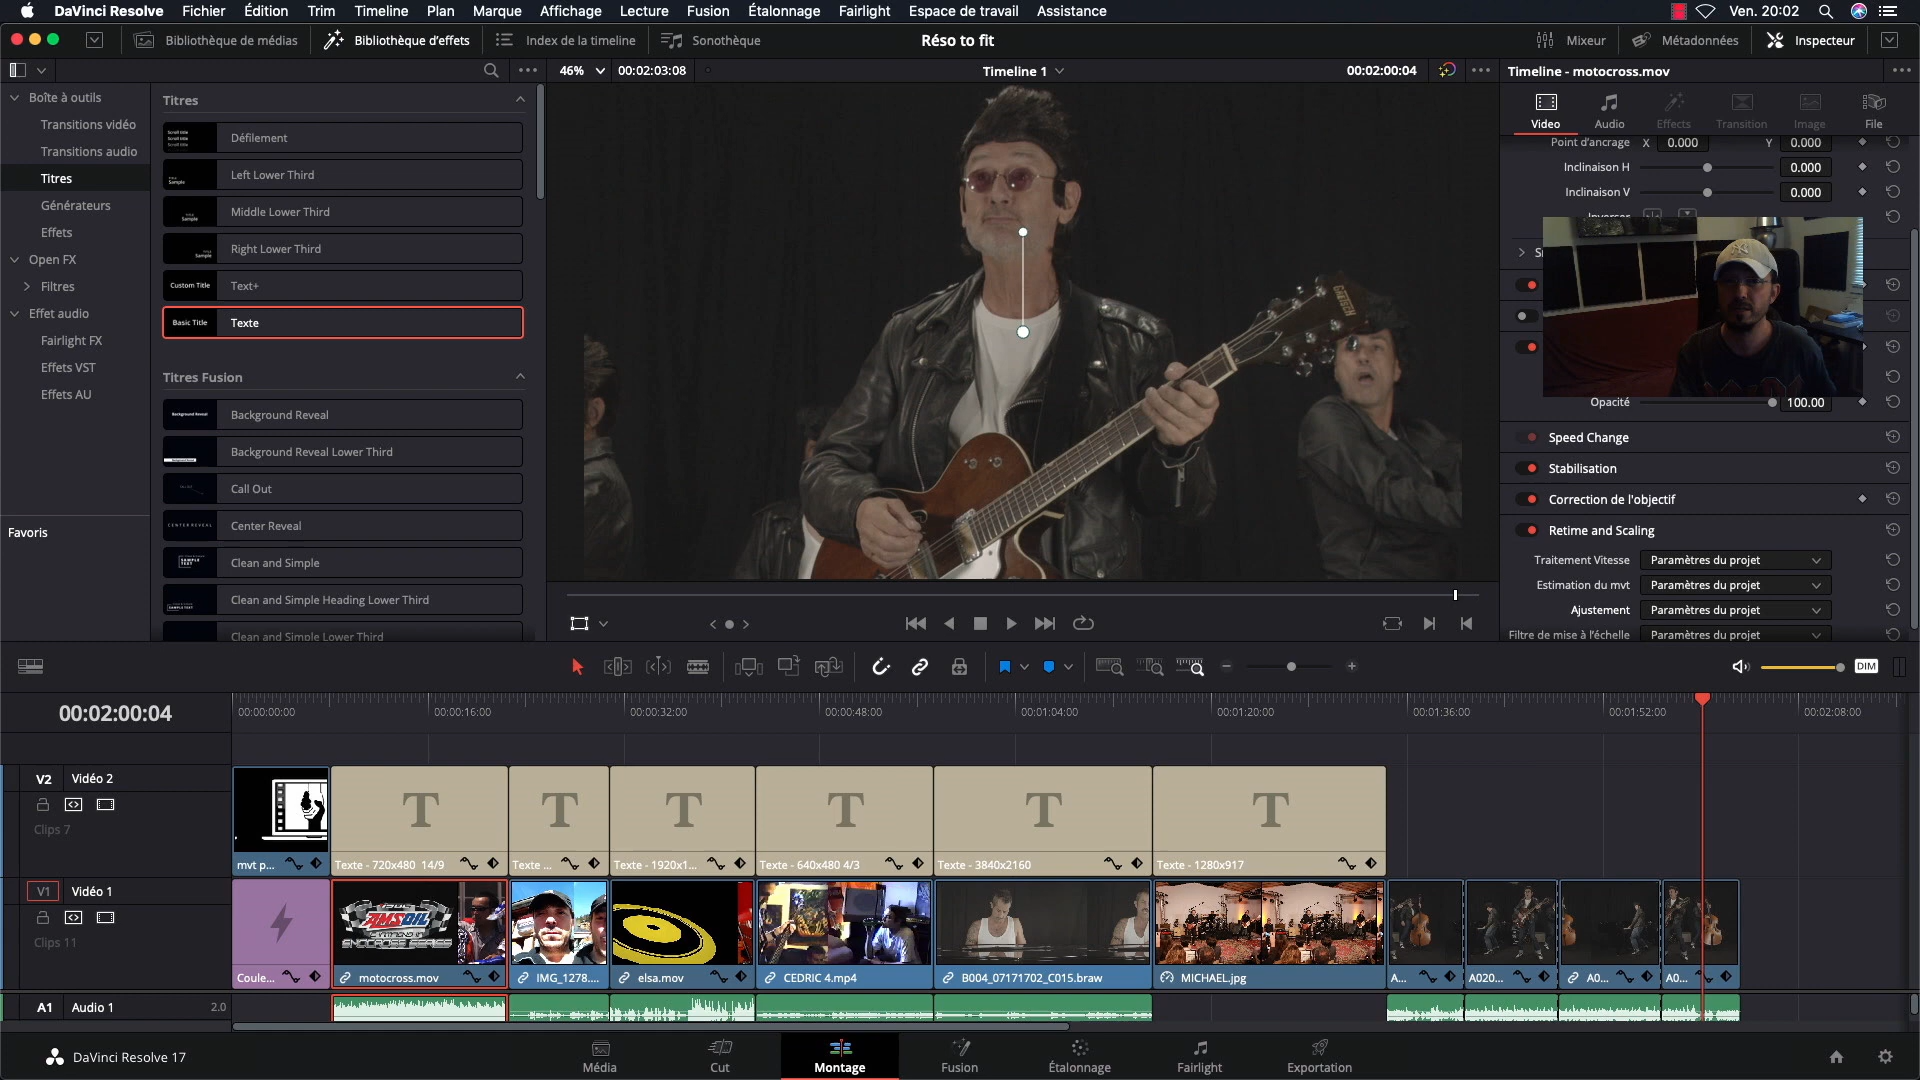 DaVinci Resolve Fichier Édition Trim Timeline Plan Marque Affichage Lecture Fusion Étalonnage Fairlight Espace de travail Assistance Ven. 20:02
Bibliothèque de médias Bibliothèque d'effets Index de la timeline Sonothèque Réso to fit Mixeur Métadonnées Inspecteur
46% 00:02:03:08 Timeline 1 00:02:00:04 Timeline - motocross.mov
Boîte à outils
Transitions vidéo
Transitions audio
Titres
Générateurs
Effets
Open FX
Filtres
Effet audio
Fairlight FX
Effets VST
Effets AU
Favoris
Titres
Défilement
Left Lower Third
Middle Lower Third
Right Lower Third
Custom Title Text+
Basic Title Texte
Titres Fusion
Background Reveal Background Reveal
Background Reveal Lower Third
Call Out
CENTER REVEAL Center Reveal
Clean and Simple
Clean and Simple Heading Lower Third
Clean and Simple Lower Third
Video Audio Effects Transition Image File
Point d'ancrage X 0.000 Y 0.000
Inclinaison H 0.000
Inclinaison V 0.000
Inverser
Opacité 100.00
Speed Change
Stabilisation
Correction de l'objectif
Retime and Scaling
Traitement Vitesse Paramètres du projet
Estimation du mvt Paramètres du projet
Ajustement Paramètres du projet
Filtre de mise à l'échelle Paramètres du projet
DIM
00:02:00:04
00:00:00:00 00:00:16:00 00:00:32:00 00:00:48:00 00:01:04:00 00:01:20:00 00:01:36:00 00:01:52:00 00:02:08:00
V2 Vidéo 2
Clips 7
mvt p... Texte - 720x480 14/9 Texte ... Texte - 1920x1... Texte - 640x480 4/3 Texte - 3840x2160 Texte - 1280x917
V1 Vidéo 1
Clips 11
AMSOIL
ENDOCROSS SERIES
Coule... motocross.mov IMG_1278.... elsa.mov CEDRIC 4.mp4 B004_07171702_C015.braw MICHAEL.jpg A... A020... A0... A0...
A1 Audio 1 2.0
DaVinci Resolve 17 Média Cut Montage Fusion Étalonnage Fairlight Exportation